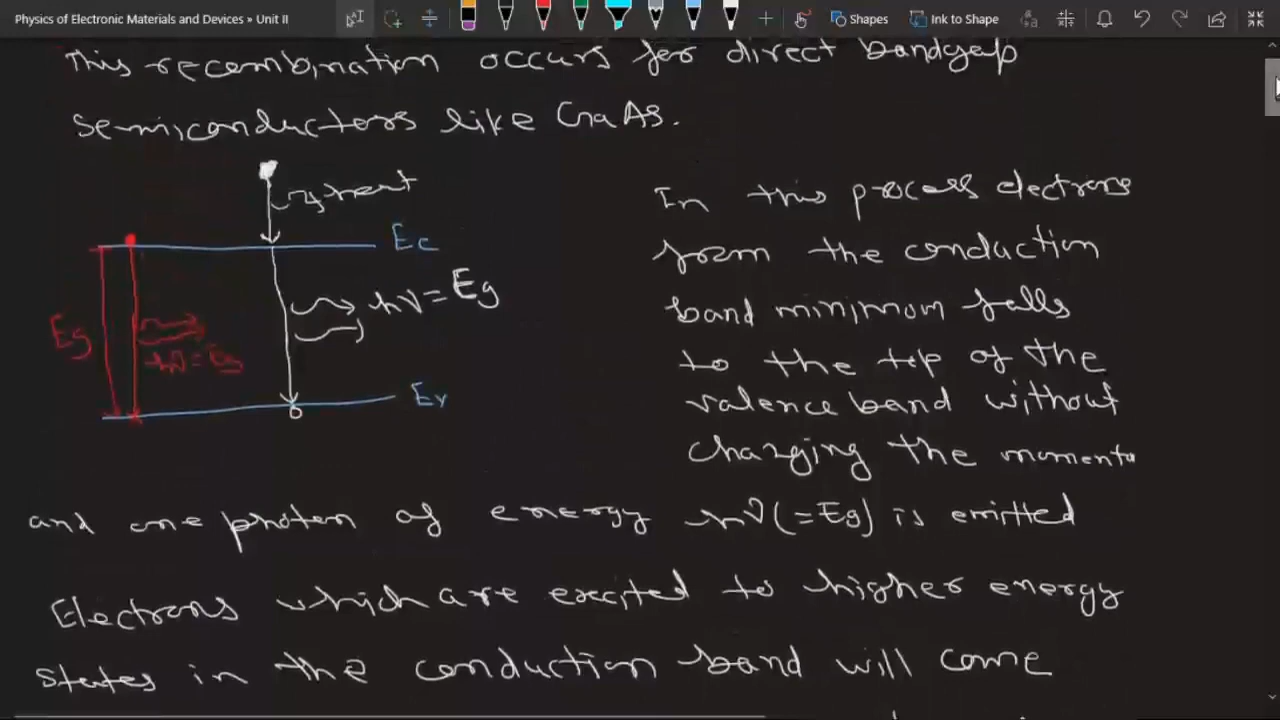 Physics of Electronic Materials and Devices » Unit II
Shapes
Ink to Shape
This recombination occurs for direct bandgap
semiconductors like GaAs.
heat
Ec
hν = Eg
Eg
hν = Eg
Ev
In this process electrons
from the conduction
band minimum falls
to the top of the
valence band without
changing the momentu
and one photon of energy hν (=Eg) is emitted
Electrons which are excited to higher energy
states in the conduction band will come